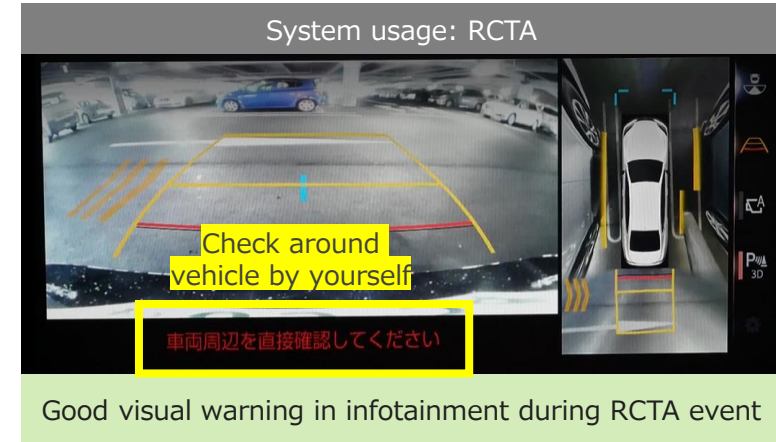 System usage: RCTA
A
P
3D
Check around
vehicle by yourself
車両周辺を直接確認してください
Good visual warning in infotainment during RCTA event